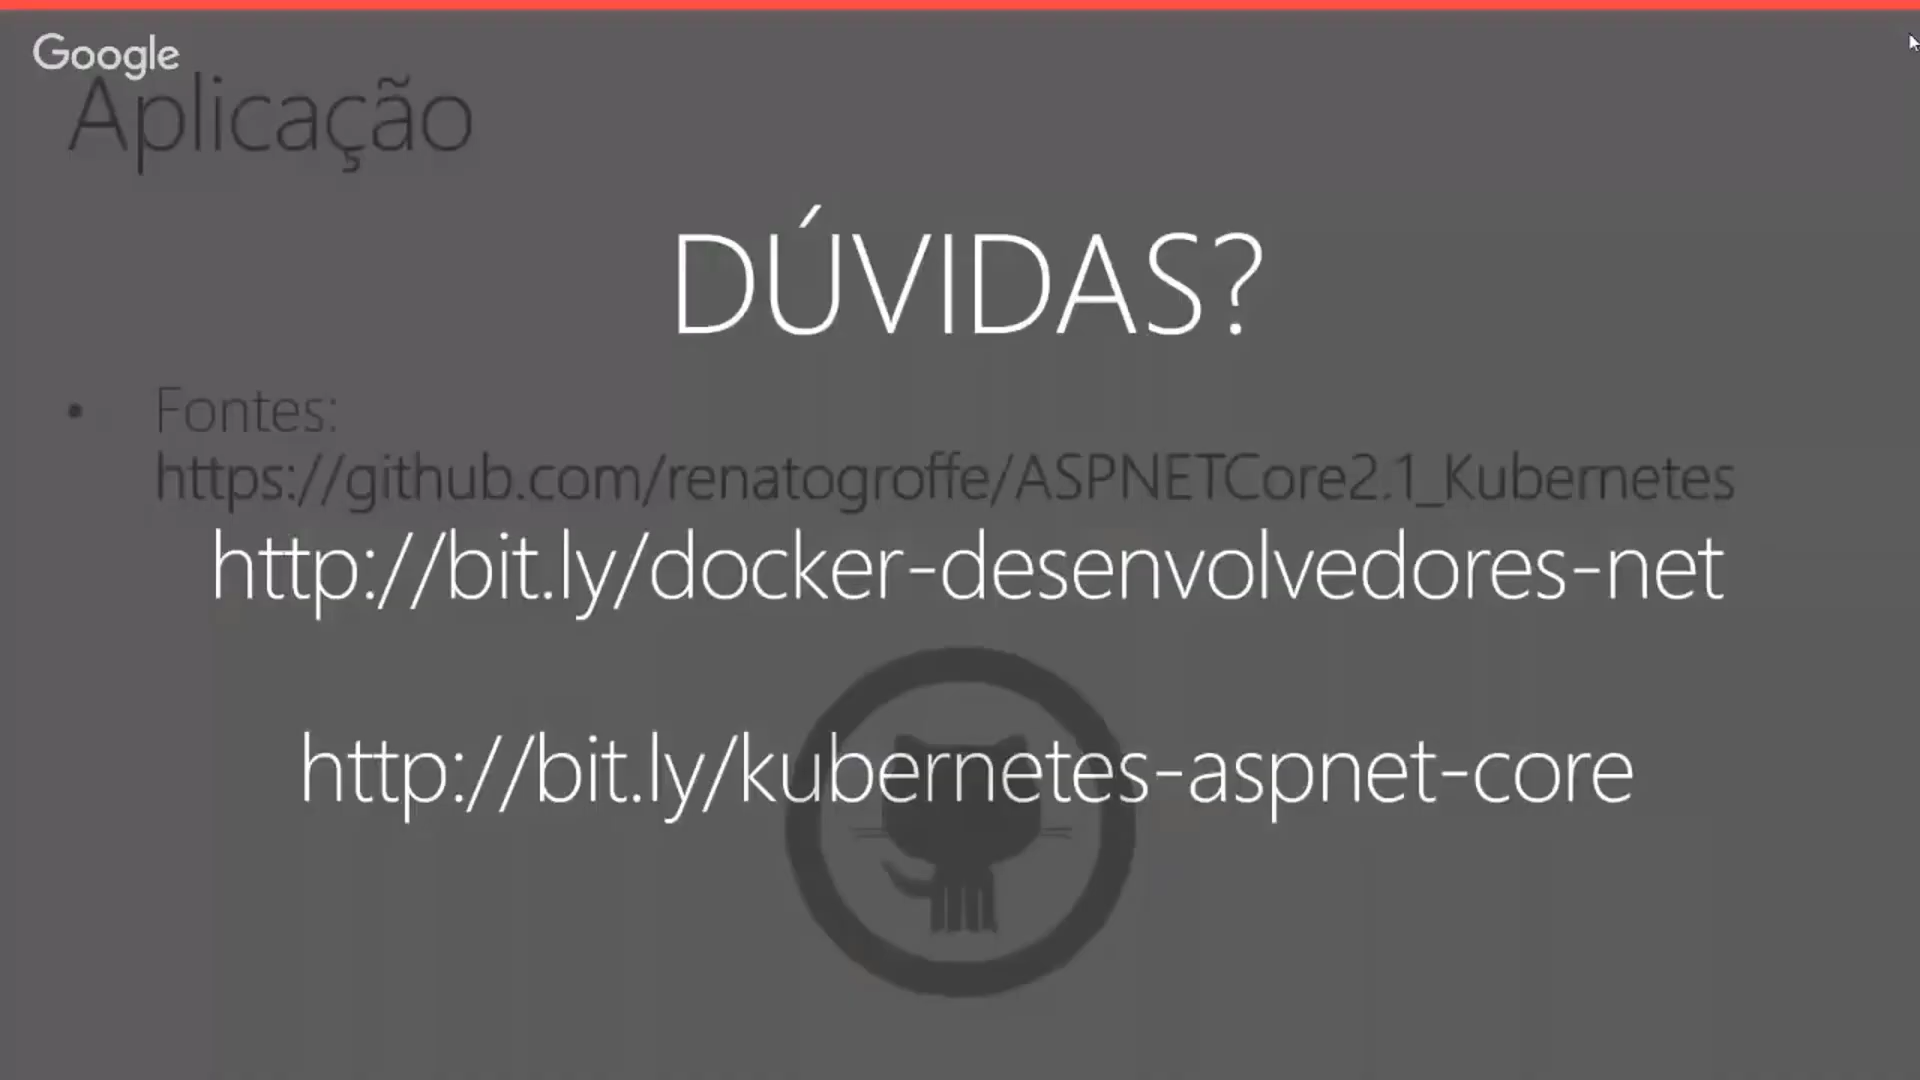 Google
Aplicação
DÚVIDAS?
• Fontes:
https://github.com/renatogroffe/ASPNETCore2.1_Kubernetes
http://bit.ly/docker-desenvolvedores-net
http://bit.ly/kubernetes-aspnet-core